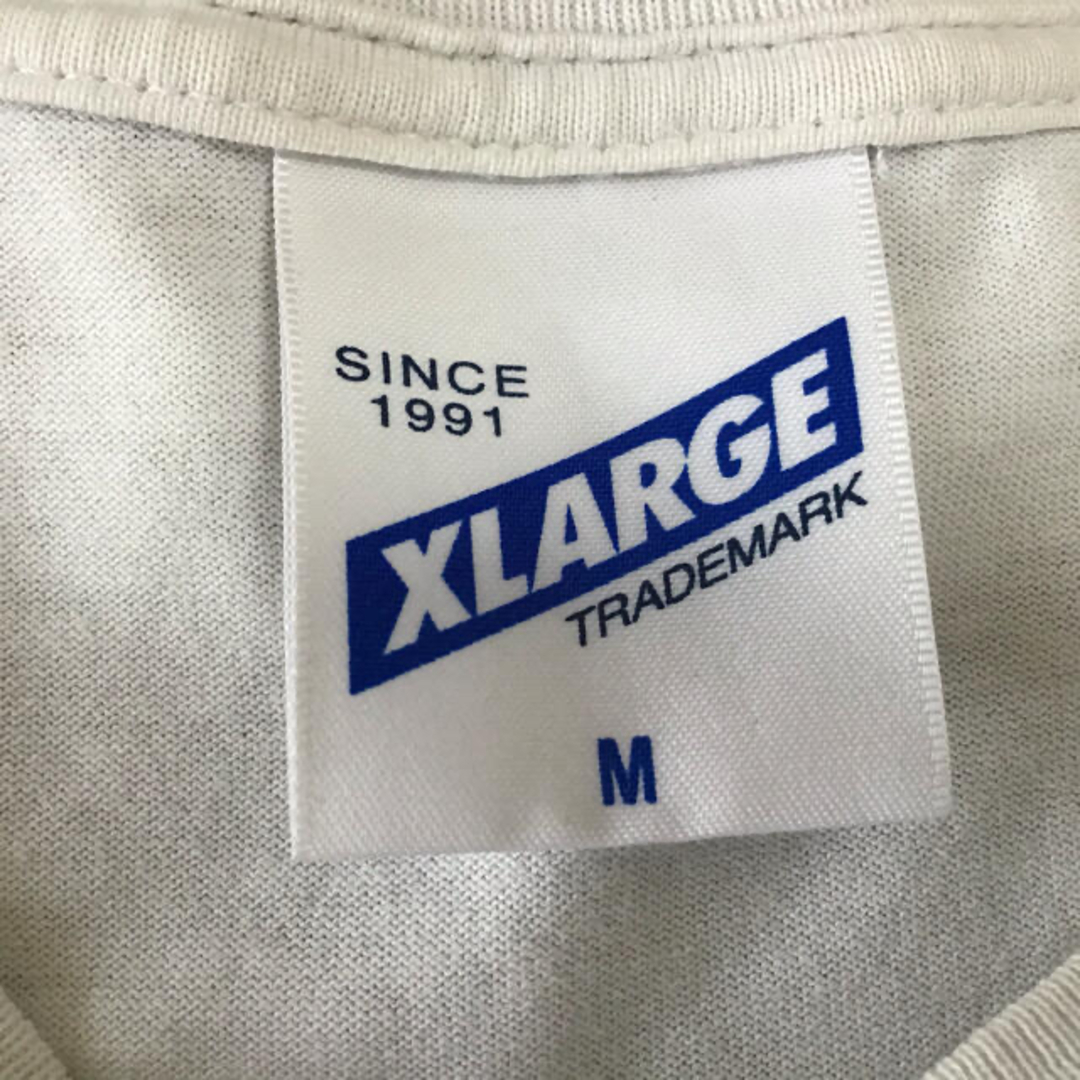 SINCE
1991
XLARGE
TRADEMARK
M